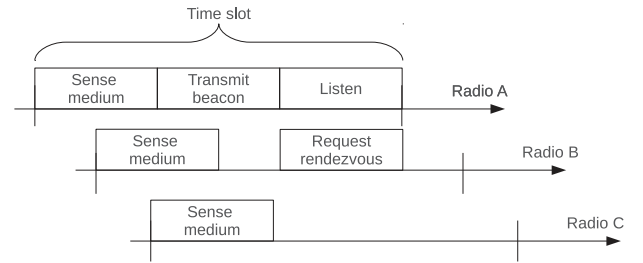 Time slot
Sense
medium
Transmit
beacon
Listen
Radio A
Sense
medium
Request
rendezvous
Radio B
Sense
medium
Radio C